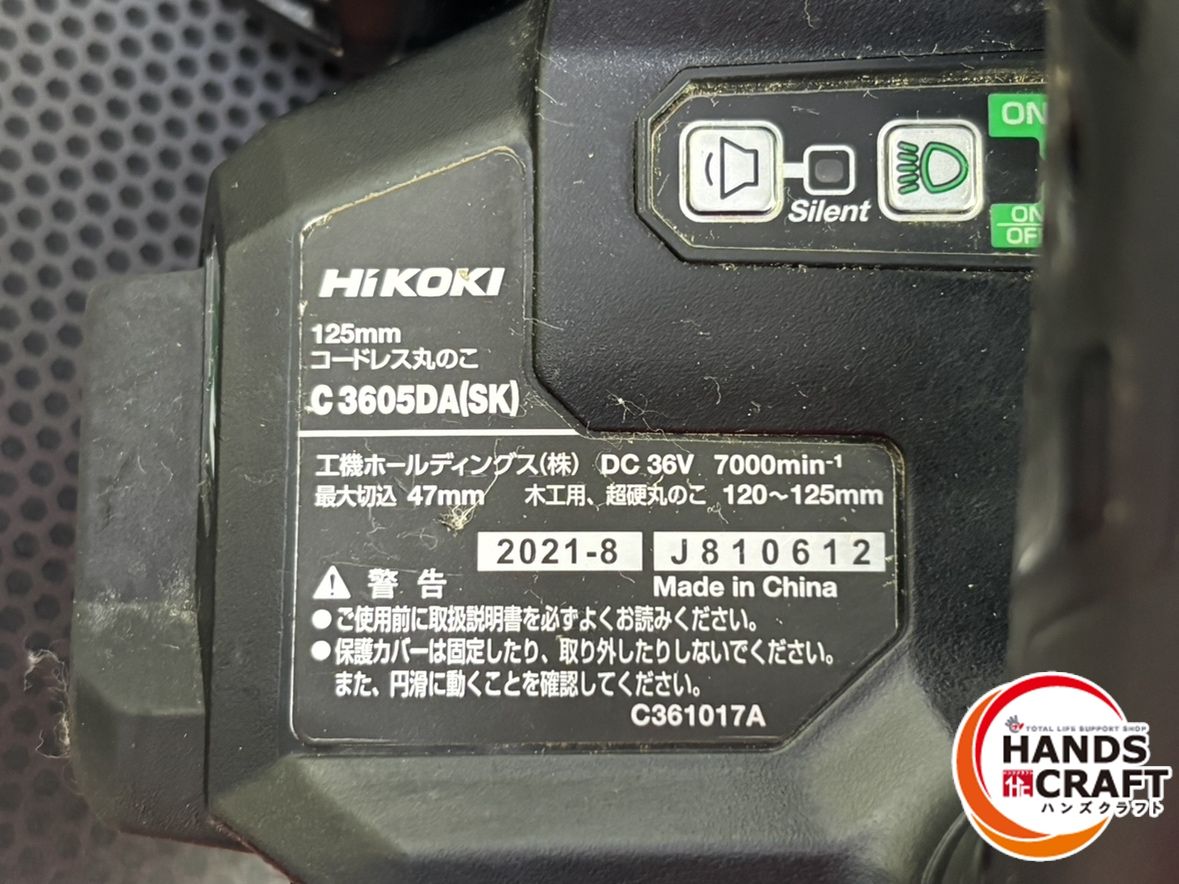 ON
Silent
ON
OFF
HiKOKI
125mm
コードレス丸のこ
C 3605DA(SK)
工機ホールディングス(株) DC 36V 7000min-1
最大切込 47mm 木工用、超硬丸のこ 120～125mm
2021-8 J810612
Made in China
警告
●ご使用前に取扱説明書を必ずよくお読みください。
●保護カバーは固定したり、取り外したりしないでください。
また、円滑に動くことを確認してください。
C361017A
TOTAL LIFE SUPPORT SHOP
HANDS
CRAFT
ハンズクラフト